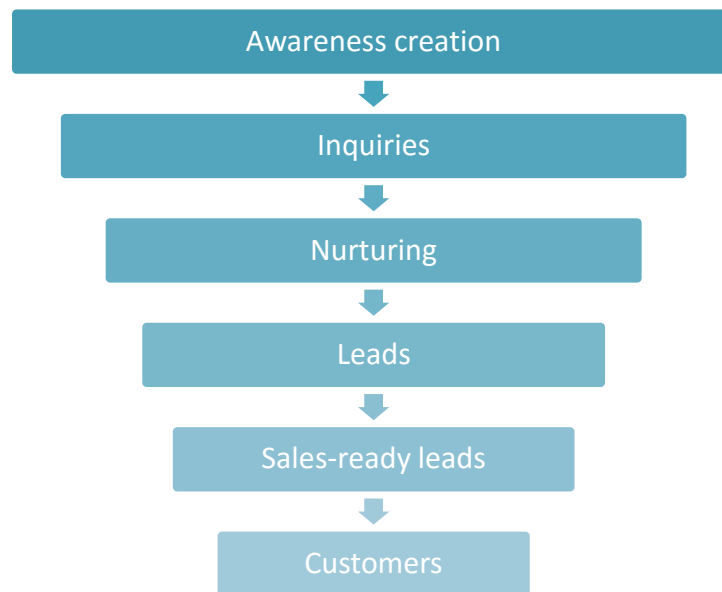 Awareness creation
Inquiries
Nurturing
Leads
Sales-ready leads
Customers